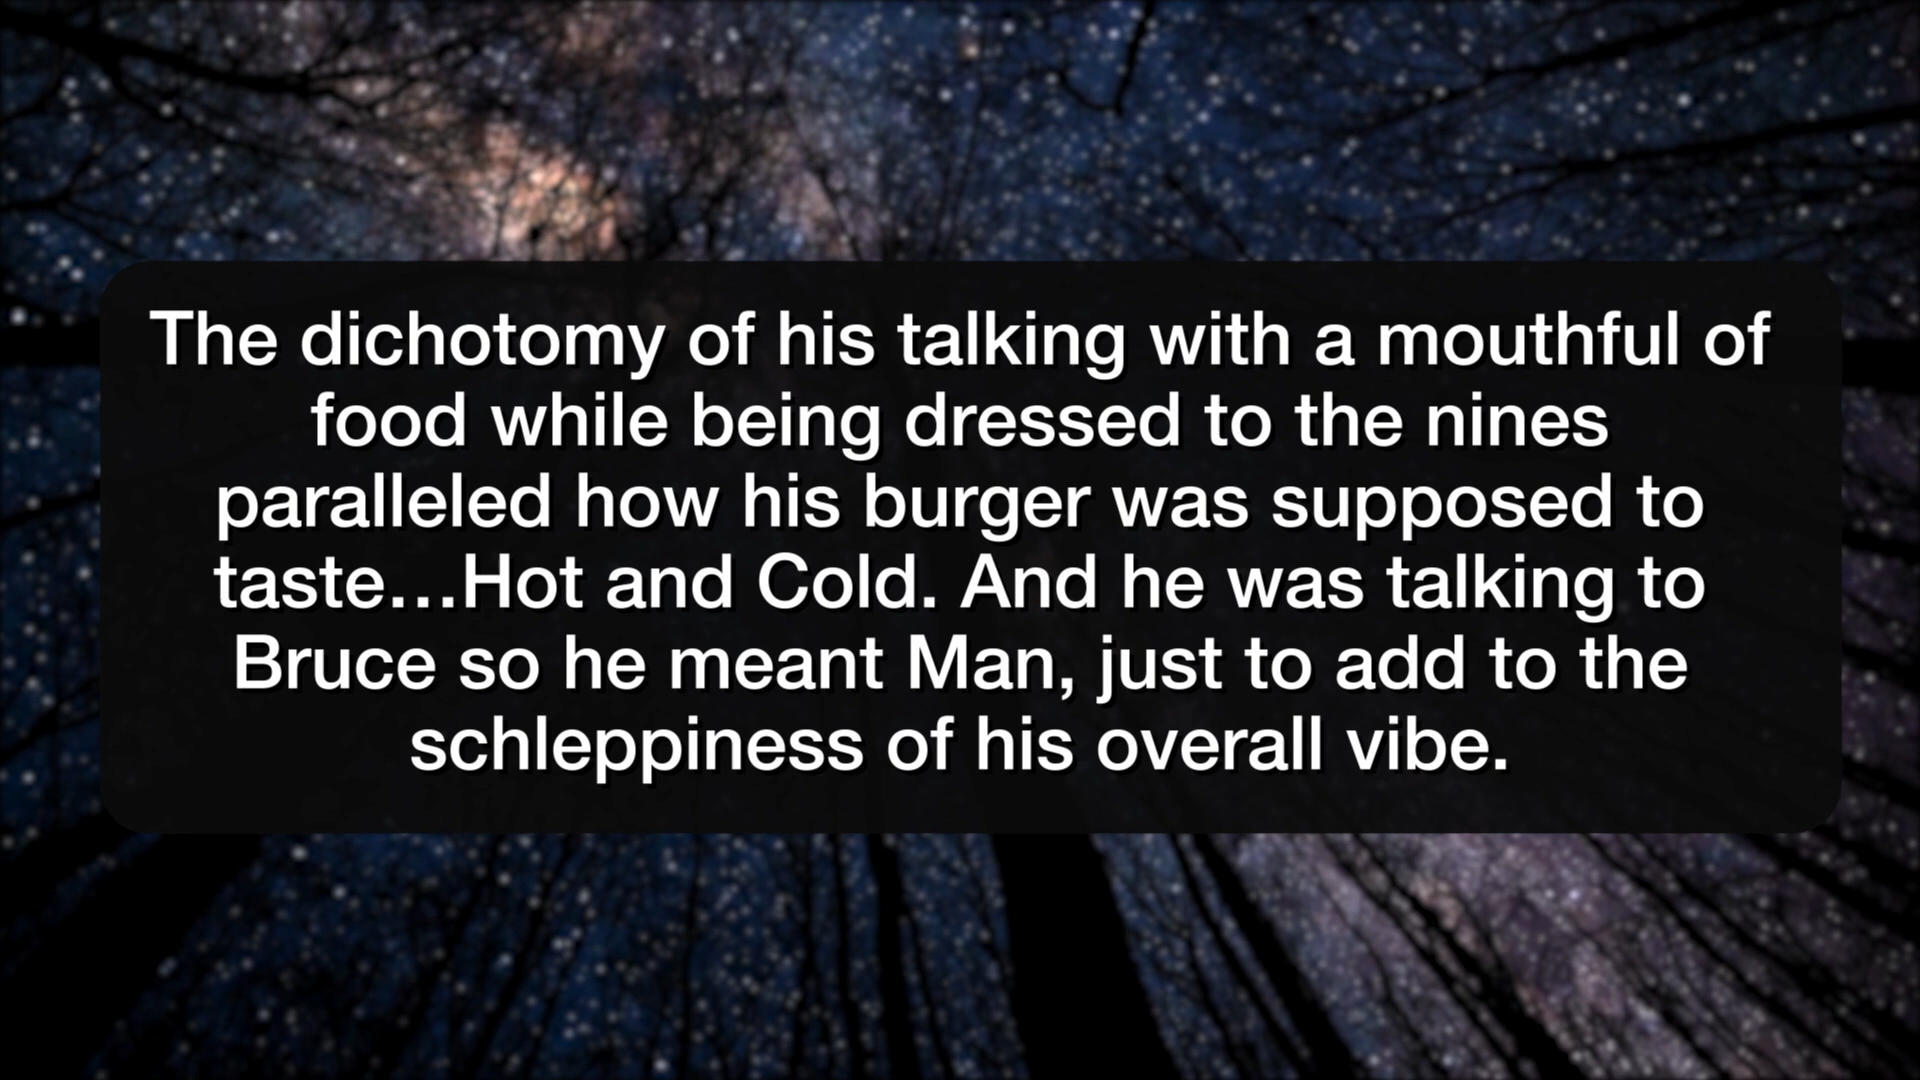 The dichotomy of his talking with a mouthful of
food while being dressed to the nines
paralleled how his burger was supposed to
taste...Hot and Cold. And he was talking to
Bruce so he meant Man, just to add to the
schleppiness of his overall vibe.